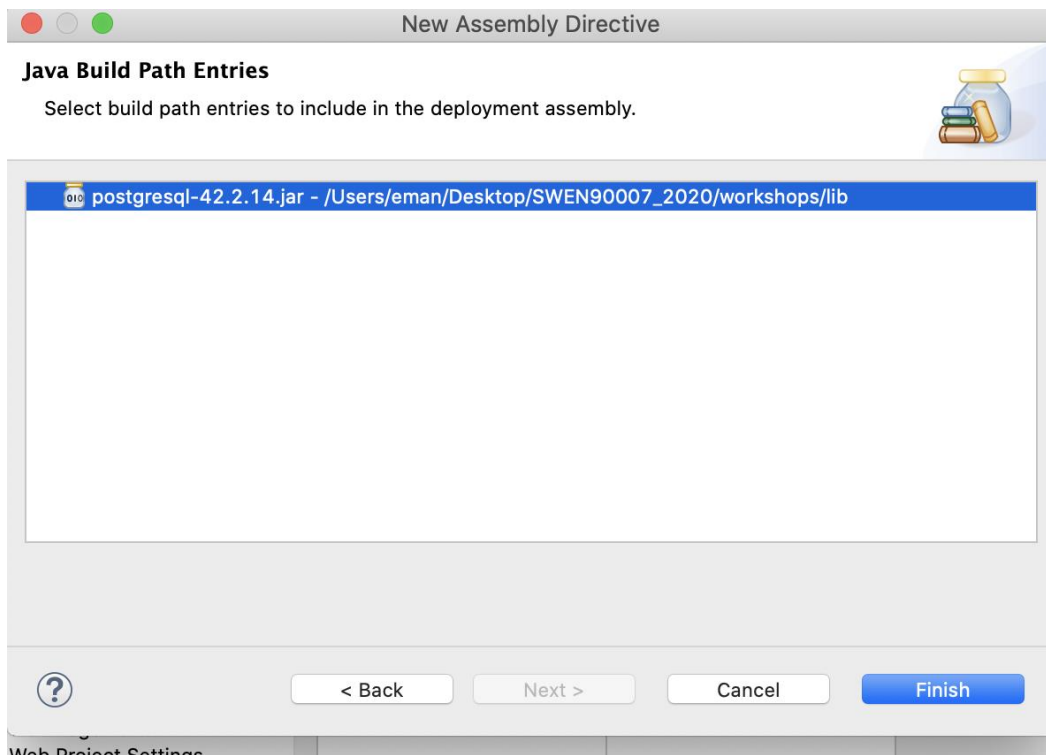 New Assembly Directive
Java Build Path Entries
Select build path entries to include in the deployment assembly.
010 postgresql-42.2.14.jar - /Users/eman/Desktop/SWEN90007_2020/workshops/lib
? < Back Next > Cancel Finish
Web Project Settings